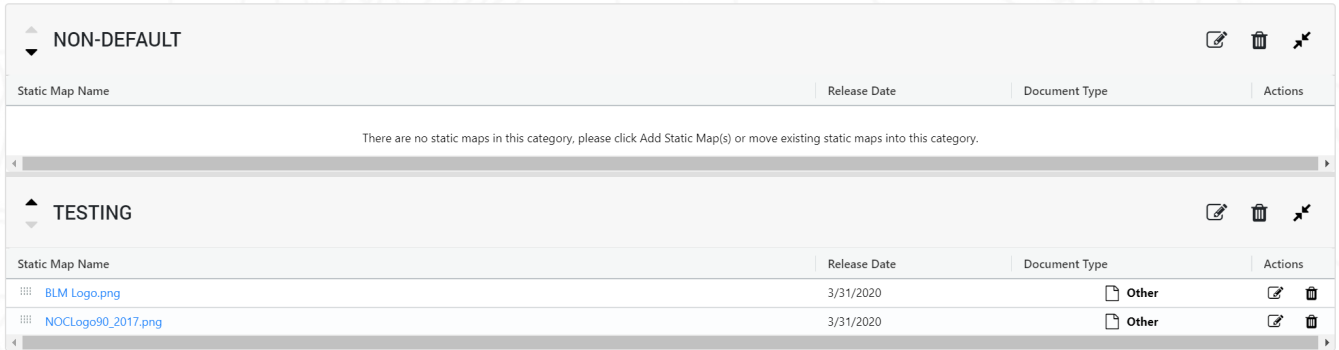 NON-DEFAULT
Static Map Name Release Date Document Type Actions
There are no static maps in this category, please click Add Static Map(s) or move existing static maps into this category.
TESTING
Static Map Name Release Date Document Type Actions
BLM Logo.png 3/31/2020 Other
NOCLogo90_2017.png 3/31/2020 Other